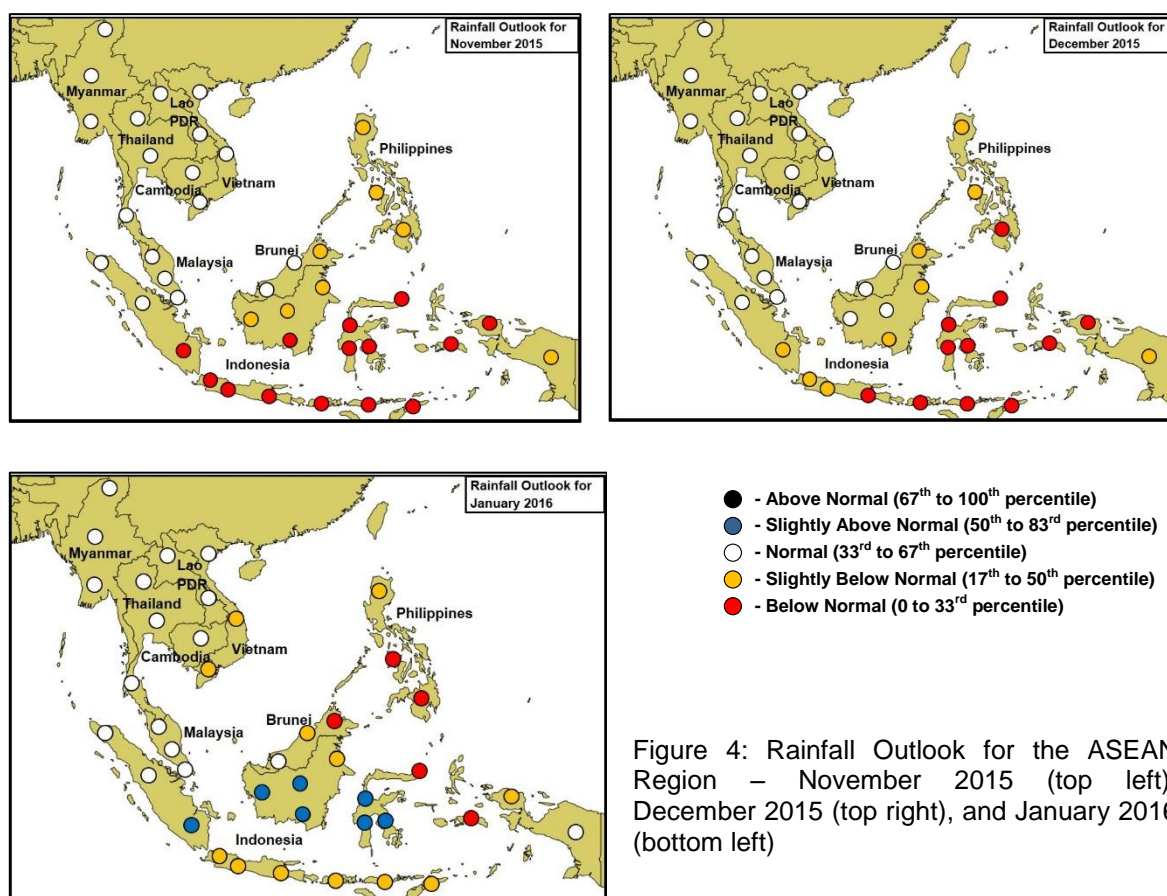 Rainfall Outlook for
November 2015
Myanmar
Lao
PDR
Thailand
Philippines
Cambodia
Vietnam
Brunei
Malaysia
Indonesia
Rainfall Outlook for
December 2015
Myanmar
Lao
PDR
Thailand
Philippines
Cambodia
Vietnam
Brunei
Malaysia
Indonesia
Rainfall Outlook for
January 2016
Myanmar
Lao
PDR
Thailand
Philippines
Cambodia
Vietnam
Brunei
Malaysia
Indonesia
- Above Normal (67th to 100th percentile)
- Slightly Above Normal (50th to 83rd percentile)
- Normal (33rd to 67th percentile)
- Slightly Below Normal (17th to 50th percentile)
- Below Normal (0 to 33rd percentile)
Figure 4: Rainfall Outlook for the ASEAN
Region – November 2015 (top left)
December 2015 (top right), and January 2016
(bottom left)